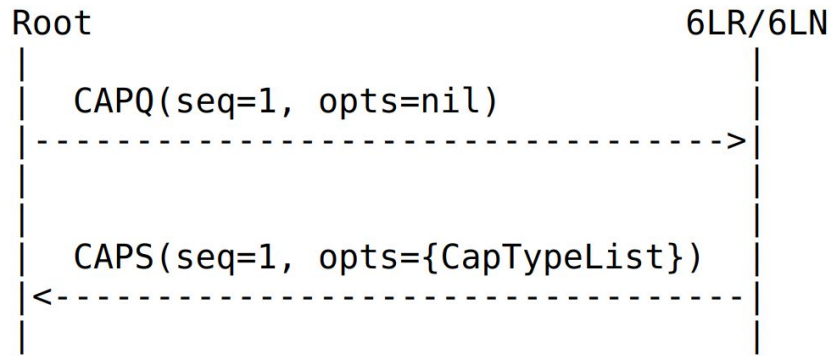 Root                             6LR/6LN
|                                   |
|  CAPQ(seq=1, opts=nil)            |
|---------------------------------->|
|                                   |
|                                   |
|  CAPS(seq=1, opts={CapTypeList})  |
|<----------------------------------|
|                                   |